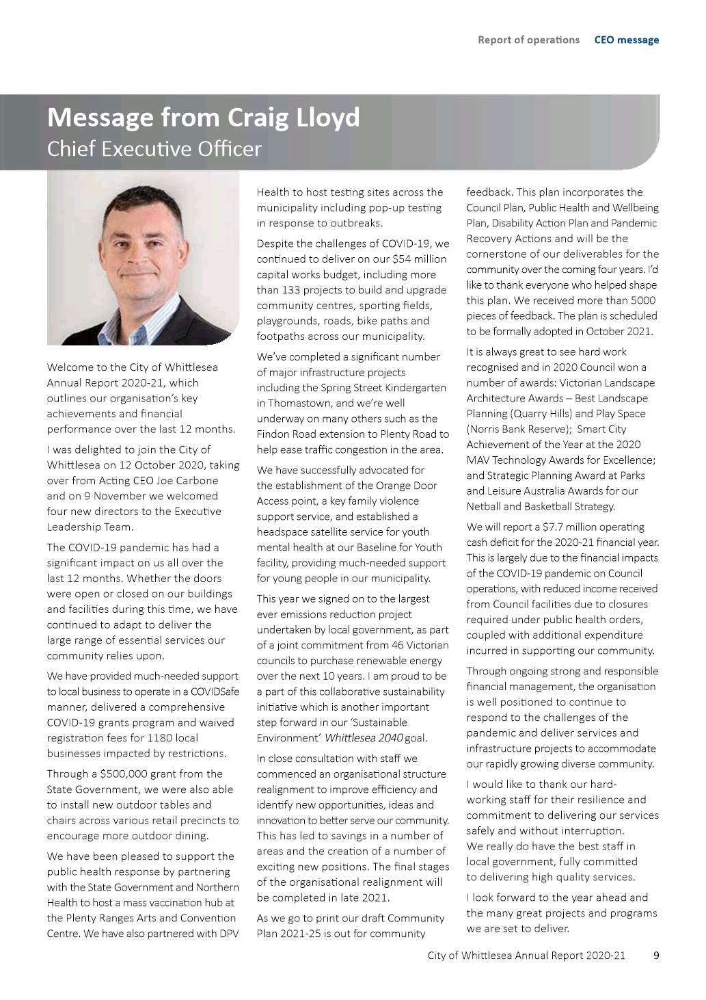 Report of operations CEO message
Message from Craig Lloyd
Chief Executive Officer
Welcome to the City of Whittlesea
Annual Report 2020-21, which
outlines our organisation's key
achievements and financial
performance over the last 12 months.
I was delighted to join the City of
Whittlesea on 12 October 2020, taking
over from Acting CEO Joe Carbone
and on 9 November we welcomed
four new directors to the Executive
Leadership Team.
The COVID-19 pandemic has had a
significant impact on us all over the
last 12 months. Whether the doors
were open or closed on our buildings
and facilities during this time, we have
continued to adapt to deliver the
large range of essential services our
community relies upon.
We have provided much-needed support
to local business to operate in a COVIDSafe
manner, delivered a comprehensive
COVID-19 grants program and waived
registration fees for 1180 local
businesses impacted by restrictions.
Through a $500,000 grant from the
State Government, we were also able
to install new outdoor tables and
chairs across various retail precincts to
encourage more outdoor dining.
We have been pleased to support the
public health response by partnering
with the State Government and Northern
Health to host a mass vaccination hub at
the Plenty Ranges Arts and Convention
Centre. We have also partnered with DPV
Health to host testing sites across the
municipality including pop-up testing
in response to outbreaks.
Despite the challenges of COVID-19, we
continued to deliver on our $54 million
capital works budget, including more
than 133 projects to build and upgrade
community centres, sporting fields,
playgrounds, roads, bike paths and
footpaths across our municipality.
We've completed a significant number
of major infrastructure projects
including the Spring Street Kindergarten
in Thomastown, and we're well
underway on many others such as the
Findon Road extension to Plenty Road to
help ease traffic congestion in the area.
We have successfully advocated for
the establishment of the Orange Door
Access point, a key family violence
support service, and established a
headspace satellite service for youth
mental health at our Baseline for Youth
facility, providing much-needed support
for young people in our municipality.
This year we signed on to the largest
ever emissions reduction project
undertaken by local government, as part
of a joint commitment from 46 Victorian
councils to purchase renewable energy
over the next 10 years. I am proud to be
a part of this collaborative sustainability
initiative which is another important
step forward in our 'Sustainable
Environment' Whittlesea 2040 goal.
In close consultation with staff we
commenced an organisational structure
realignment to improve efficiency and
identify new opportunities, ideas and
innovation to better serve our community.
This has led to savings in a number of
areas and the creation of a number of
exciting new positions. The final stages
of the organisational realignment will
be completed in late 2021.
As we go to print our draft Community
Plan 2021-25 is out for community
feedback. This plan incorporates the
Council Plan, Public Health and Wellbeing
Plan, Disability Action Plan and Pandemic
Recovery Actions and will be the
cornerstone of our deliverables for the
community over the coming four years. I'd
like to thank everyone who helped shape
this plan. We received more than 5000
pieces of feedback. The plan is scheduled
to be formally adopted in October 2021.
It is always great to see hard work
recognised and in 2020 Council won a
number of awards: Victorian Landscape
Architecture Awards – Best Landscape
Planning (Quarry Hills) and Play Space
(Norris Bank Reserve); Smart City
Achievement of the Year at the 2020
MAV Technology Awards for Excellence;
and Strategic Planning Award at Parks
and Leisure Australia Awards for our
Netball and Basketball Strategy.
We will report a $7.7 million operating
cash deficit for the 2020-21 financial year.
This is largely due to the financial impacts
of the COVID-19 pandemic on Council
operations, with reduced income received
from Council facilities due to closures
required under public health orders,
coupled with additional expenditure
incurred in supporting our community.
Through ongoing strong and responsible
financial management, the organisation
is well positioned to continue to
respond to the challenges of the
pandemic and deliver services and
infrastructure projects to accommodate
our rapidly growing diverse community.
I would like to thank our hard-
working staff for their resilience and
commitment to delivering our services
safely and without interruption.
We really do have the best staff in
local government, fully committed
to delivering high quality services.
I look forward to the year ahead and
the many great projects and programs
we are set to deliver.
City of Whittlesea Annual Report 2020-21 9